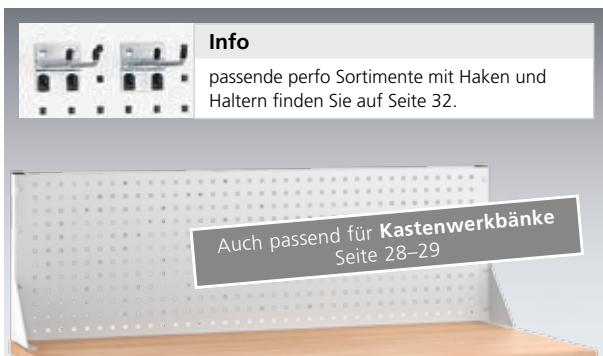 Info
passende perfo Sortimente mit Haken und
Haltern finden Sie auf Seite 32.
Auch passend für Kastenwerkbänke
Seite 28–29